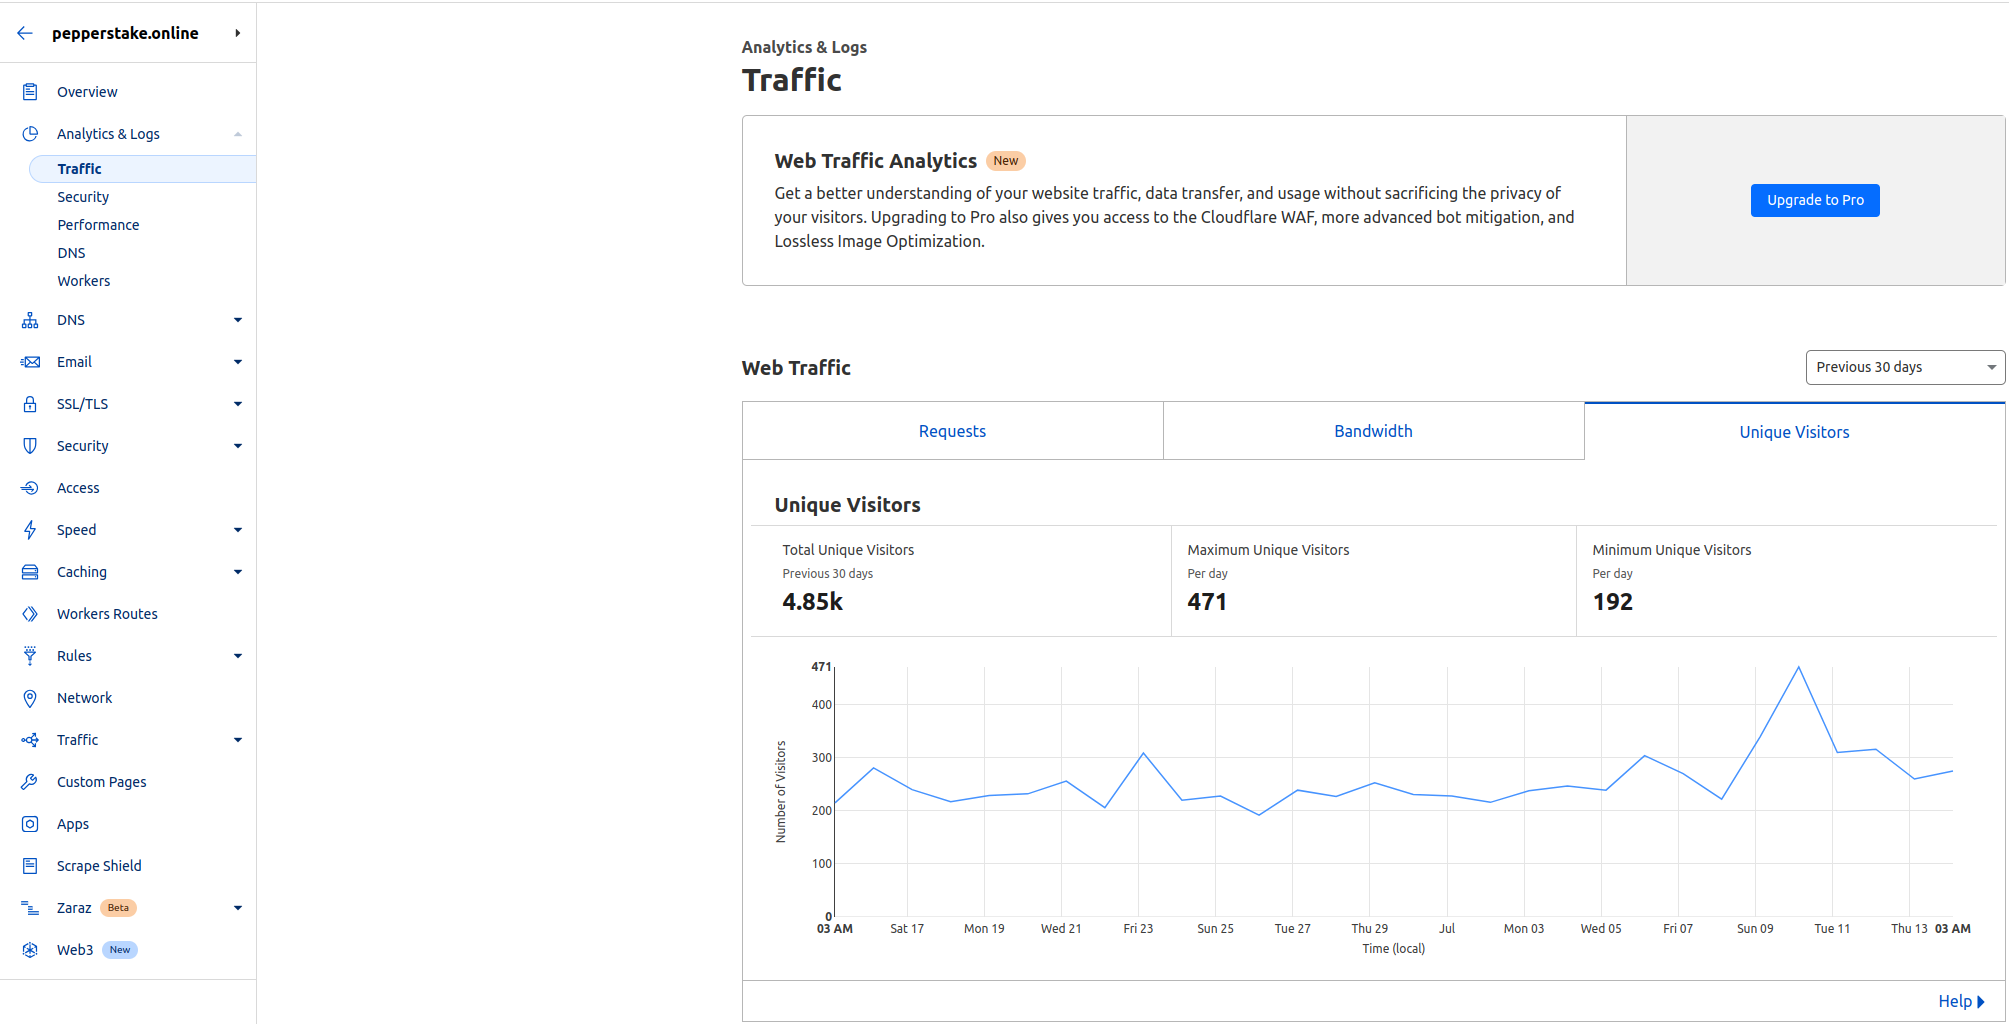 pepperstake.online
Overview
Analytics & Logs
Traffic
Security
Performance
DNS
Workers
DNS
Email
SSL/TLS
Security
Access
Speed
Caching
Workers Routes
Rules
Network
Traffic
Custom Pages
Apps
Scrape Shield
Zaraz Beta
Web3 New
Analytics & Logs
Traffic
Web Traffic Analytics New
Get a better understanding of your website traffic, data transfer, and usage without sacrificing the privacy of
your visitors. Upgrading to Pro also gives you access to the Cloudflare WAF, more advanced bot mitigation, and
Lossless Image Optimization.
Upgrade to Pro
Web Traffic
Previous 30 days
Requests
Bandwidth
Unique Visitors
Unique Visitors
Total Unique Visitors
Previous 30 days
4.85k
Maximum Unique Visitors
Per day
471
Minimum Unique Visitors
Per day
192
Number of Visitors
471
400
300
200
100
0
03 AM Sat 17 Mon 19 Wed 21 Fri 23 Sun 25 Tue 27 Thu 29 Jul Mon 03 Wed 05 Fri 07 Sun 09 Tue 11 Thu 13 03 AM
Time (local)
Help